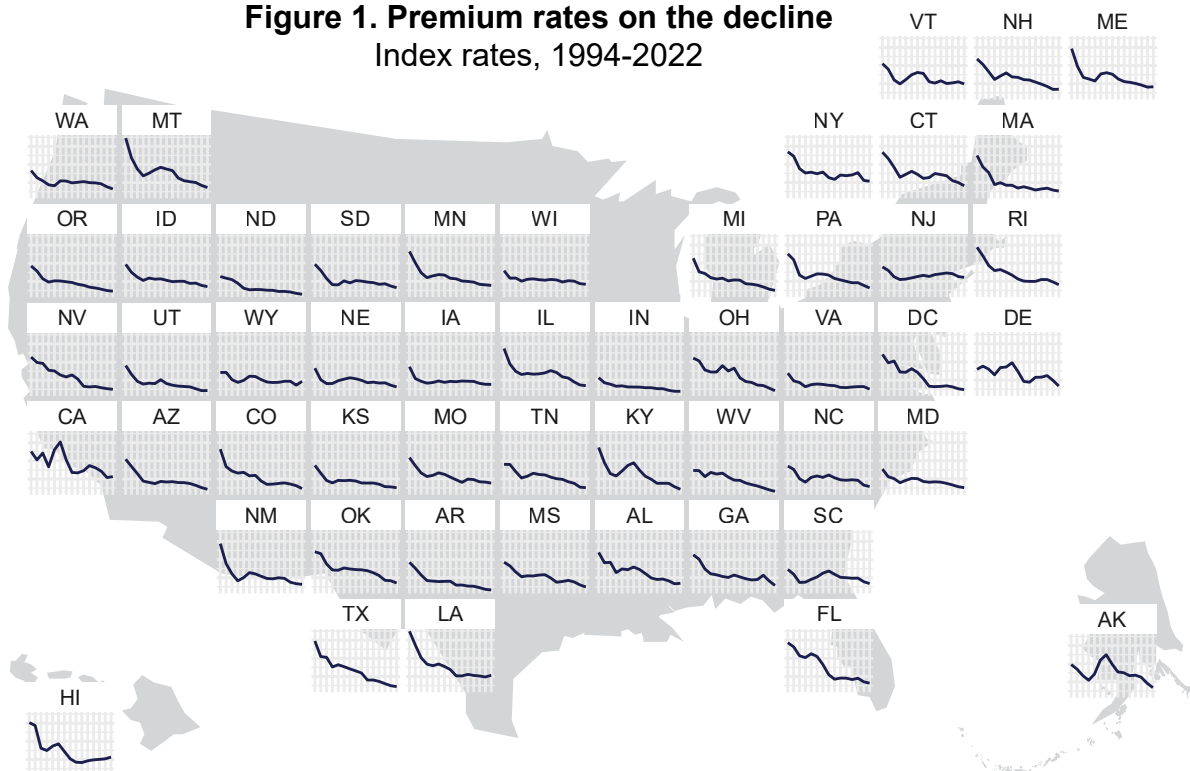 Figure 1. Premium rates on the decline
Index rates, 1994-2022
VT NH ME
WA MT NY CT MA
OR ID ND SD MN WI MI PA NJ RI
NV UT WY NE IA IL IN OH VA DC DE
CA AZ CO KS MO TN KY WV NC MD
NM OK AR MS AL GA SC
TX LA FL AK
HI